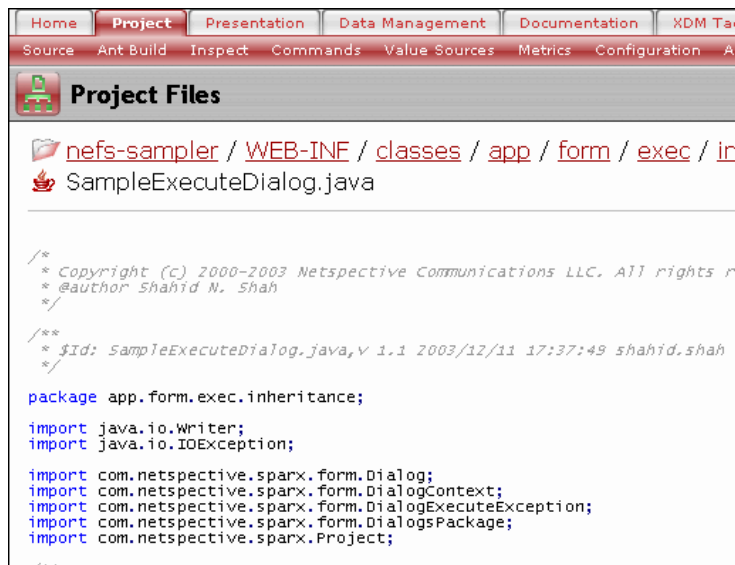 Home Project Presentation Data Management Documentation XDM
Source Ant Build Inspect Commands Value Sources Metrics Configuration
Project Files
nefs-sampler / WEB-INF / classes / app / form / exec /
SampleExecuteDialog.java
/*
* Copyright (c) 2000-2003 Netspective Communications LLC. All rights
* @author Shahid N. Shah
*/
/**
* $Id: SampleExecuteDialog.java,v 1.1 2003/12/11 17:37:49 shahid.shah
*/
package app.form.exec.inheritance;
import java.io.Writer;
import java.io.IOException;
import com.netspective.sparx.form.Dialog;
import com.netspective.sparx.form.DialogContext;
import com.netspective.sparx.form.DialogExecuteException;
import com.netspective.sparx.form.DialogsPackage;
import com.netspective.sparx.Project;